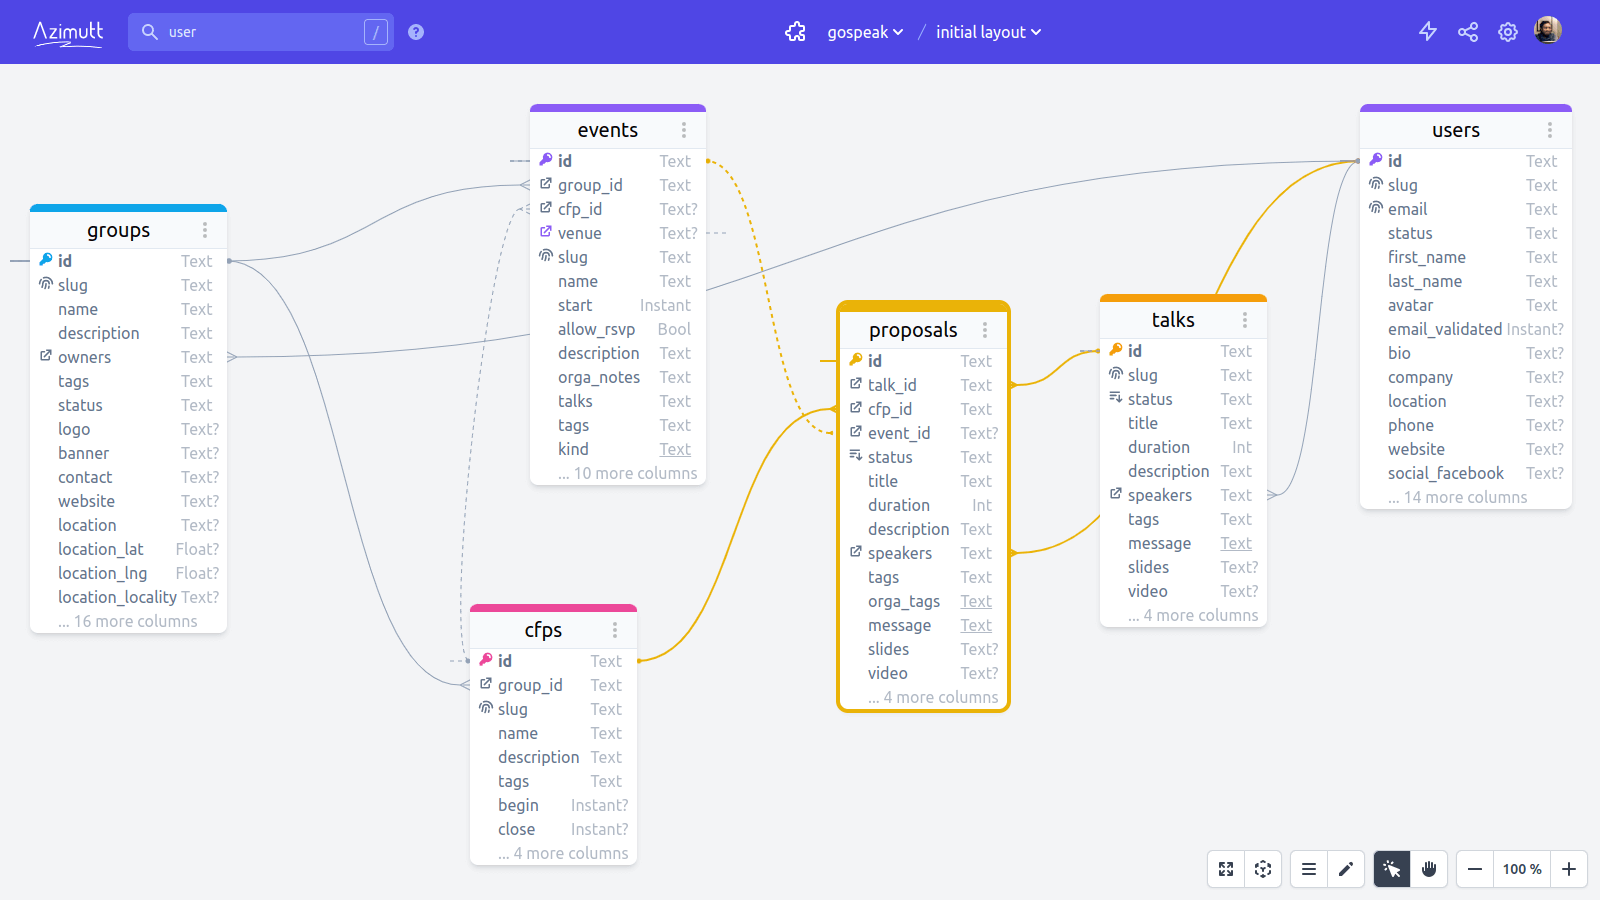 Azimutt
user /
?
gospeak / initial layout
groups
id Text
slug Text
name Text
description Text
owners Text
tags Text
status Text
logo Text?
banner Text?
contact Text?
website Text?
location Text?
location_lat Float?
location_lng Float?
location_locality Text?
... 16 more columns
events
id Text
group_id Text
cfp_id Text?
venue Text?
slug Text
name Text
start Instant
allow_rsvp Bool
description Text
orga_notes Text
talks Text
tags Text
kind Text
... 10 more columns
cfps
id Text
group_id Text
slug Text
name Text
description Text
tags Text
begin Instant?
close Instant?
... 4 more columns
proposals
id Text
talk_id Text
cfp_id Text
event_id Text?
status Text
title Text
duration Int
description Text
speakers Text
tags Text
orga_tags Text
message Text
slides Text?
video Text?
... 4 more columns
talks
id Text
slug Text
status Text
title Text
duration Int
description Text
speakers Text
tags Text
message Text
slides Text?
video Text?
... 4 more columns
users
id Text
slug Text
email Text
status Text
first_name Text
last_name Text
avatar Text
email_validated Instant?
bio Text?
company Text?
location Text?
phone Text?
website Text?
social_facebook Text?
... 14 more columns
100 %